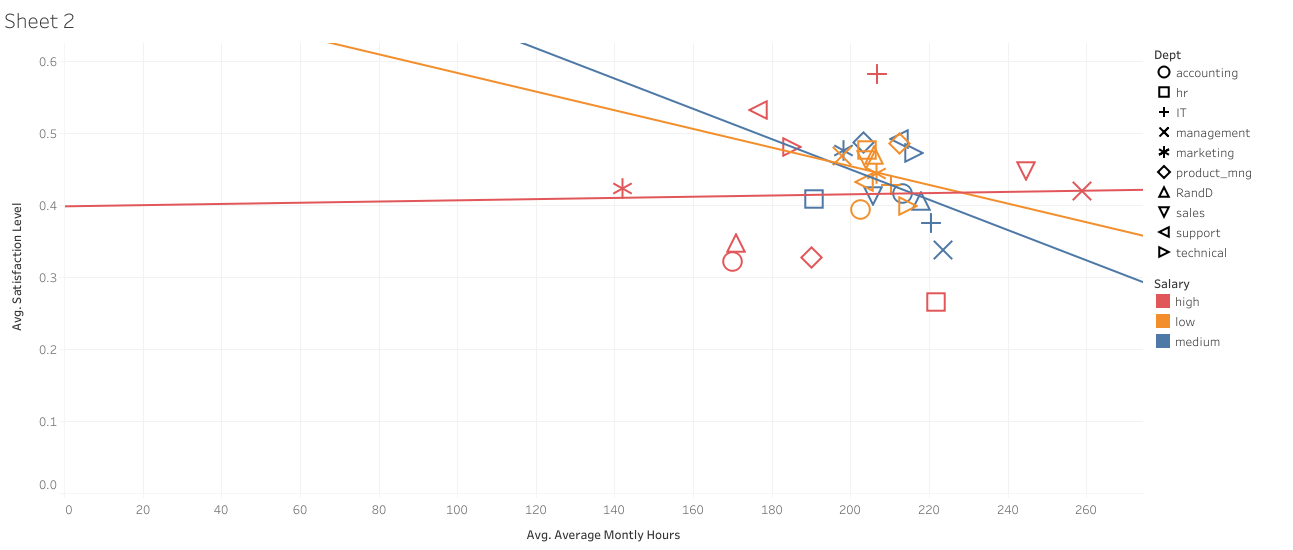 Sheet 2
0.6
0.5
0.4
0.3
0.2
0.1
0.0
Avg. Satisfaction Level
0 20 40 60 80 100 120 140 160 180 200 220 240 260
Avg. Average Montly Hours
Dept
accounting
hr
IT
management
marketing
product_mng
RandD
sales
support
technical
Salary
high
low
medium